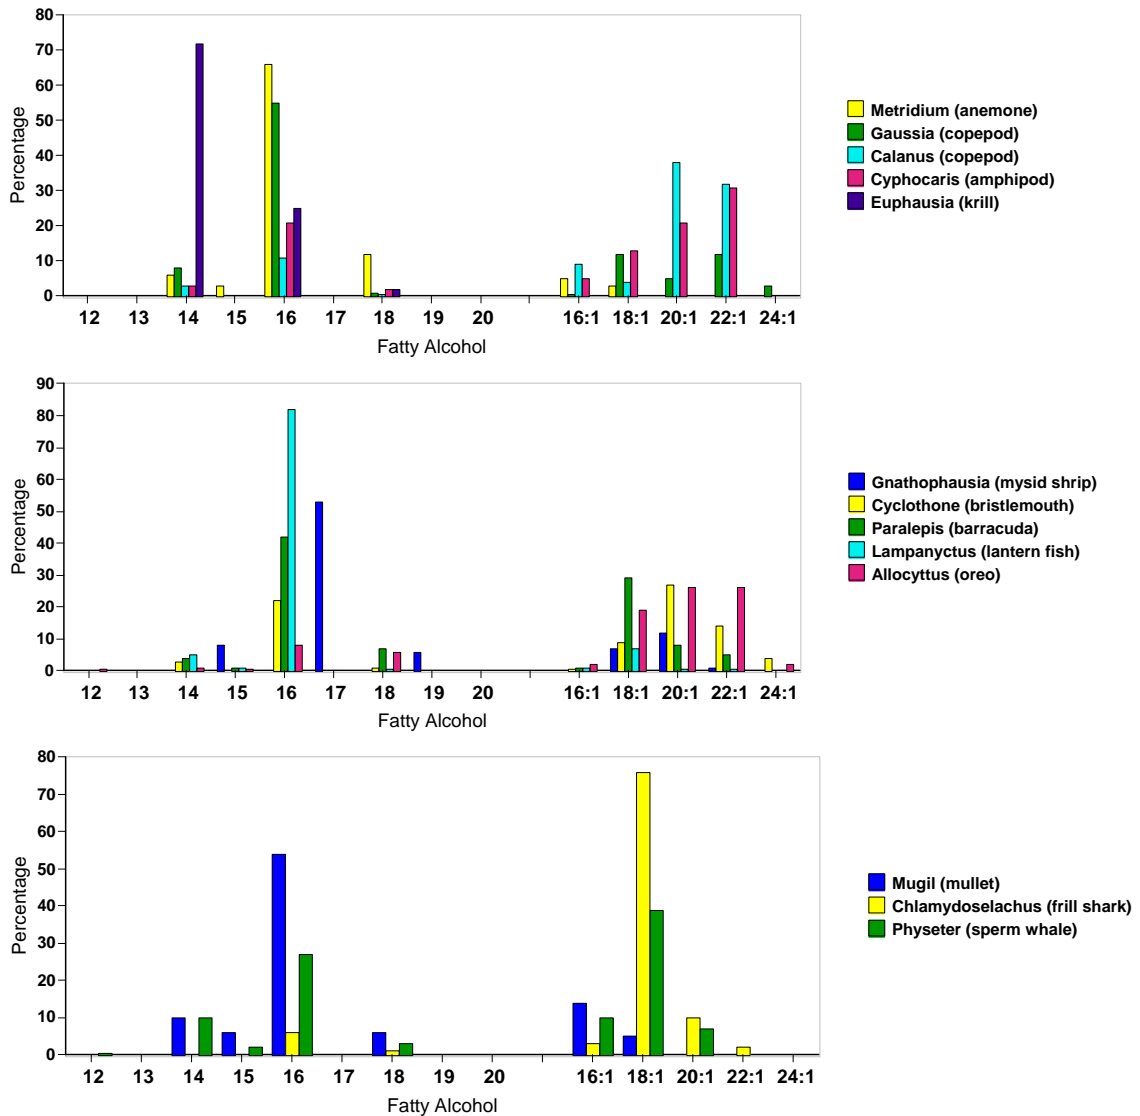 80
70
60
50
40
30
20
10
0
Percentage
12 13 14 15 16 17 18 19 20 16:1 18:1 20:1 22:1 24:1
Fatty Alcohol
Metridium (anemone)
Gaussia (copepod)
Calanus (copepod)
Cyphocaris (amphipod)
Euphausia (krill)
90
80
70
60
50
40
30
20
10
0
Percentage
12 13 14 15 16 17 18 19 20 16:1 18:1 20:1 22:1 24:1
Fatty Alcohol
Gnathophausia (mysid shrip)
Cyclothone (bristlemouth)
Paralepis (barracuda)
Lampanyctus (lantern fish)
Allocyttus (oreo)
80
70
60
50
40
30
20
10
0
Percentage
12 13 14 15 16 17 18 19 20 16:1 18:1 20:1 22:1 24:1
Fatty Alcohol
Mugil (mullet)
Chlamydoselachus (frill shark)
Physeter (sperm whale)